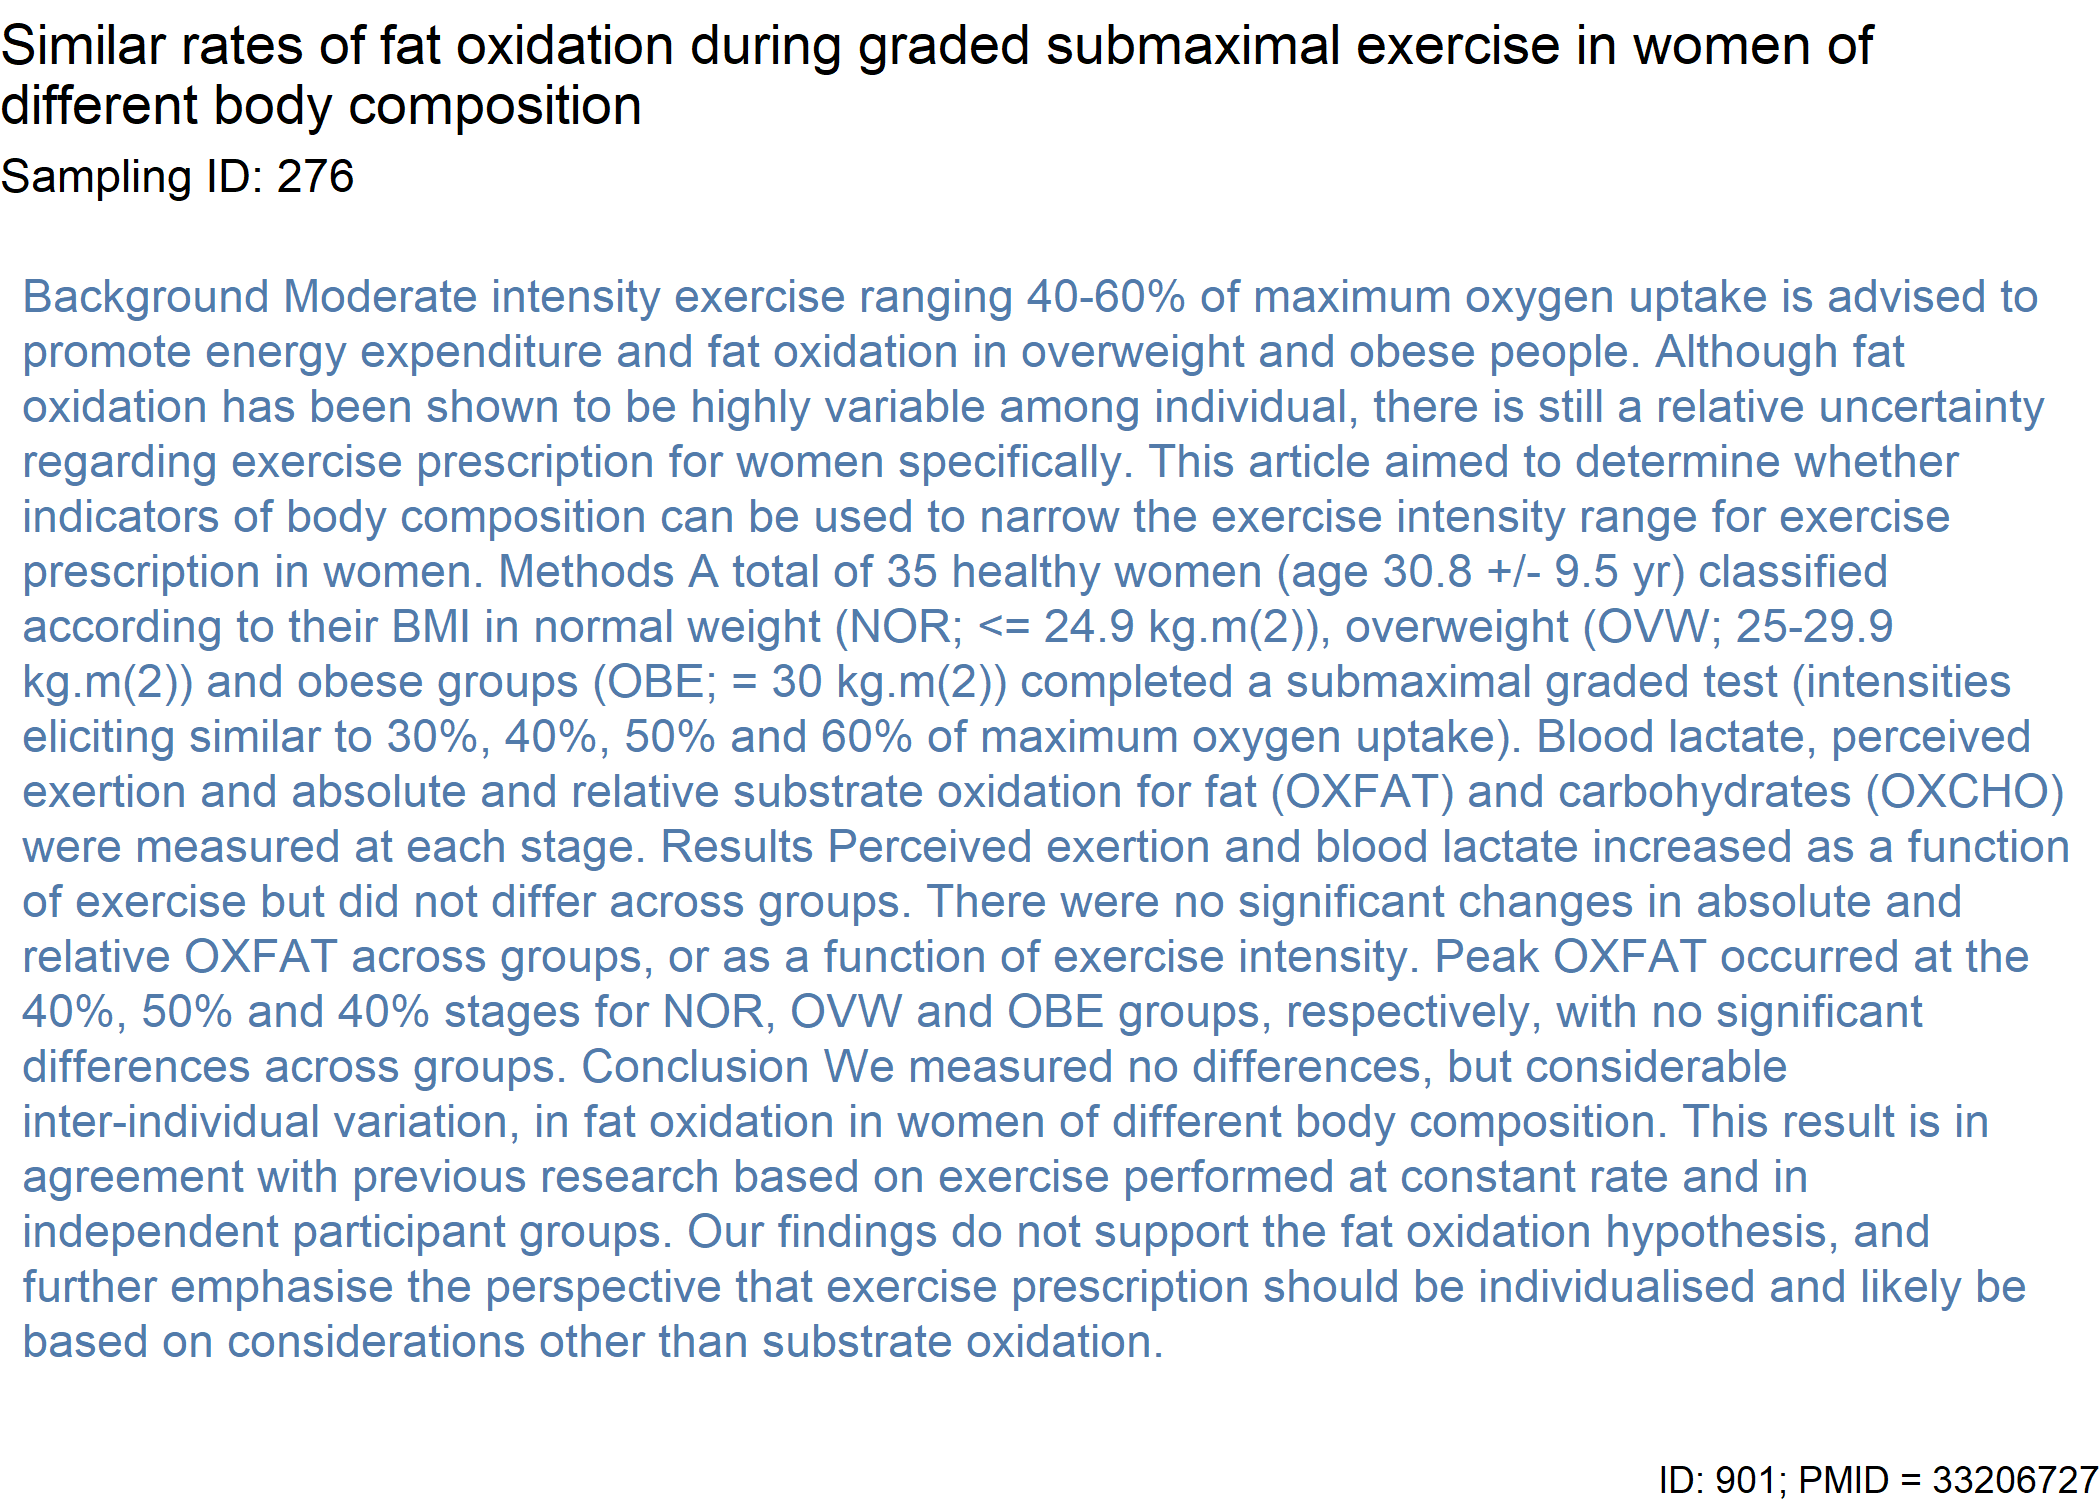 Similar rates of fat oxidation during graded submaximal exercise in women of
different body composition
Sampling ID: 276
Background Moderate intensity exercise ranging 40-60% of maximum oxygen uptake is advised to
promote energy expenditure and fat oxidation in overweight and obese people. Although fat
oxidation has been shown to be highly variable among individual, there is still a relative uncertainty
regarding exercise prescription for women specifically. This article aimed to determine whether
indicators of body composition can be used to narrow the exercise intensity range for exercise
prescription in women. Methods A total of 35 healthy women (age 30.8 +/- 9.5 yr) classified
according to their BMI in normal weight (NOR; <= 24.9 kg.m(2)), overweight (OVW; 25-29.9
kg.m(2)) and obese groups (OBE; = 30 kg.m(2)) completed a submaximal graded test (intensities
eliciting similar to 30%, 40%, 50% and 60% of maximum oxygen uptake). Blood lactate, perceived
exertion and absolute and relative substrate oxidation for fat (OXFAT) and carbohydrates (OXCHO)
were measured at each stage. Results Perceived exertion and blood lactate increased as a function
of exercise but did not differ across groups. There were no significant changes in absolute and
relative OXFAT across groups, or as a function of exercise intensity. Peak OXFAT occurred at the
40%, 50% and 40% stages for NOR, OVW and OBE groups, respectively, with no significant
differences across groups. Conclusion We measured no differences, but considerable
inter-individual variation, in fat oxidation in women of different body composition. This result is in
agreement with previous research based on exercise performed at constant rate and in
independent participant groups. Our findings do not support the fat oxidation hypothesis, and
further emphasise the perspective that exercise prescription should be individualised and likely be
based on considerations other than substrate oxidation.
ID: 901; PMID = 33206727